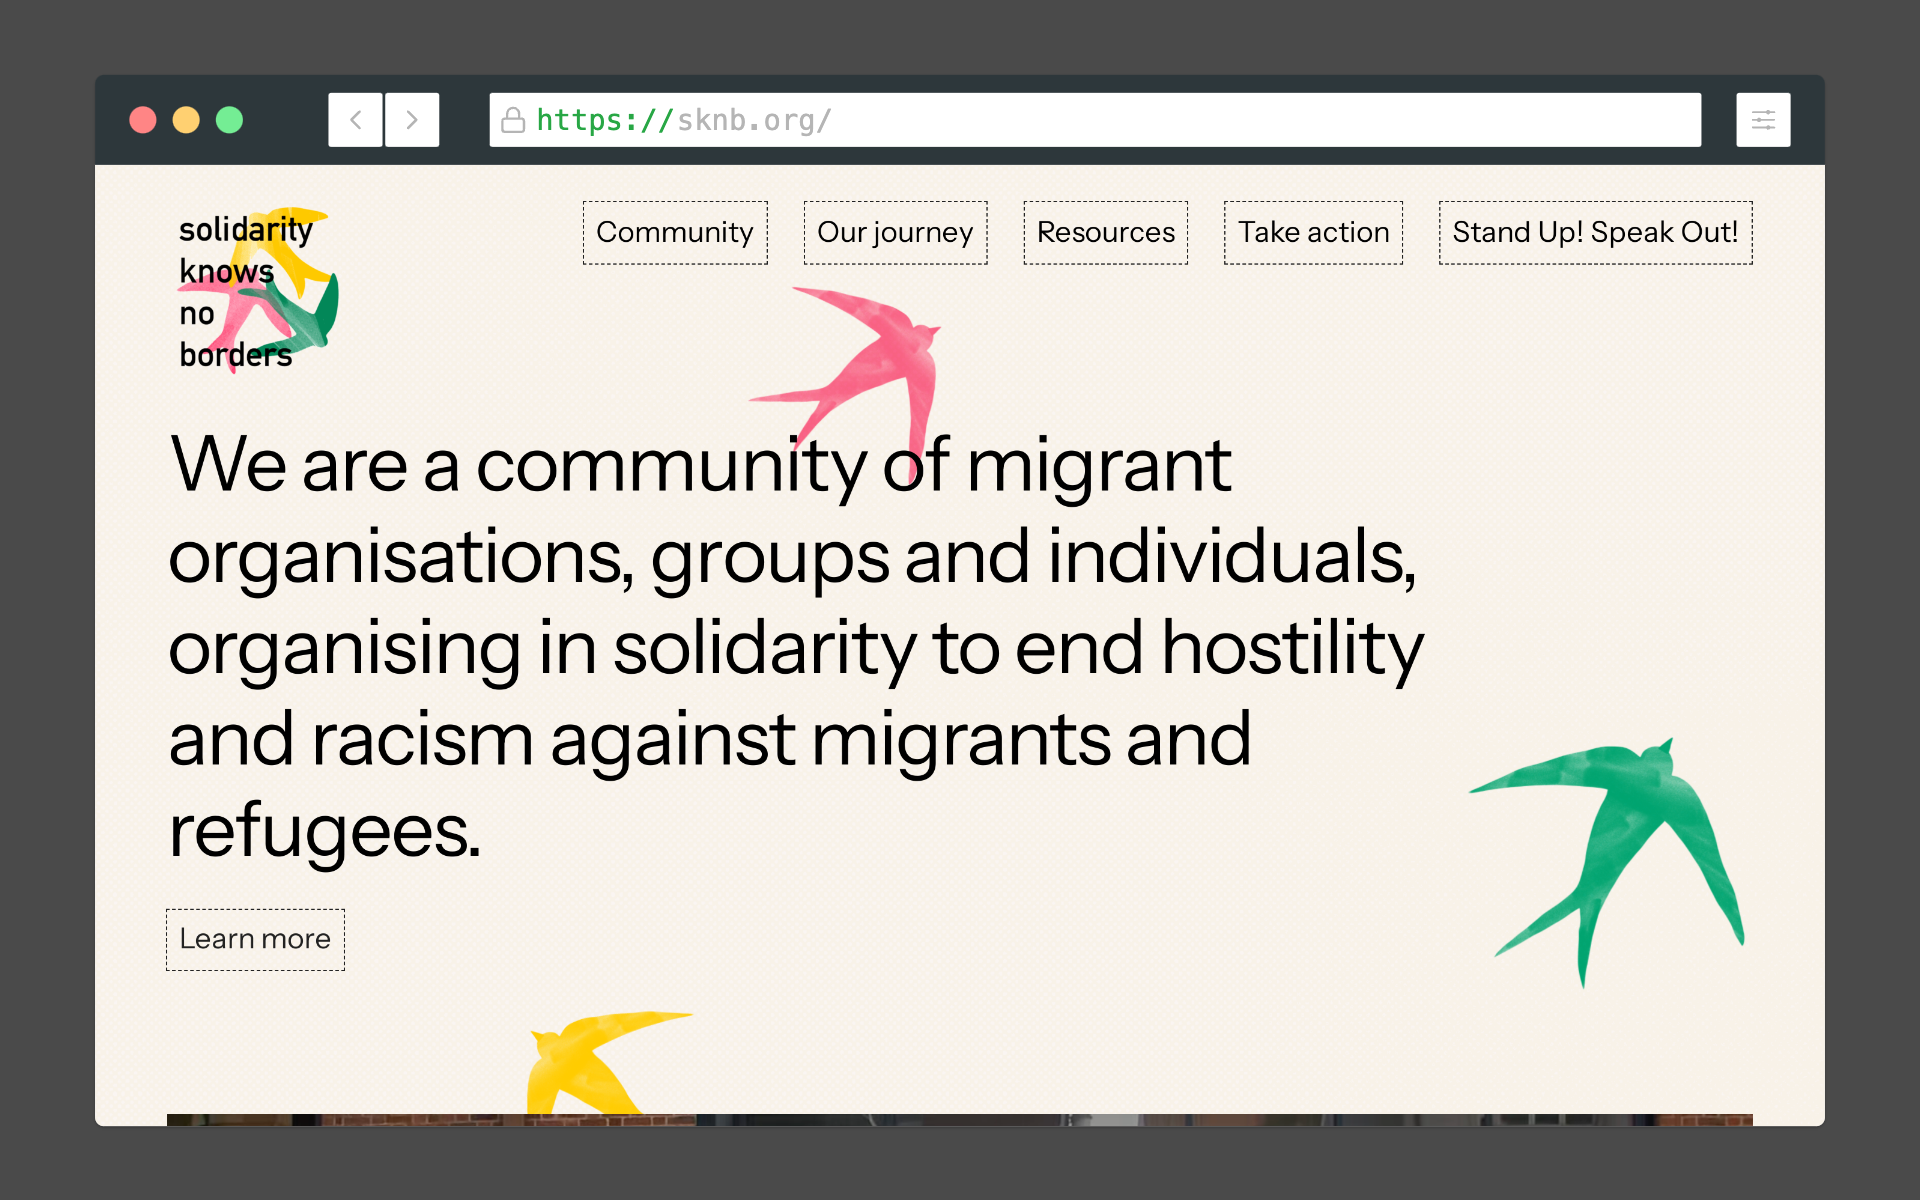 https://sknb.org/
solidarity
knows
no
borders
Community
Our journey
Resources
Take action
Stand Up! Speak Out!
We are a community of migrant
organisations, groups and individuals,
organising in solidarity to end hostility
and racism against migrants and
refugees.
Learn more